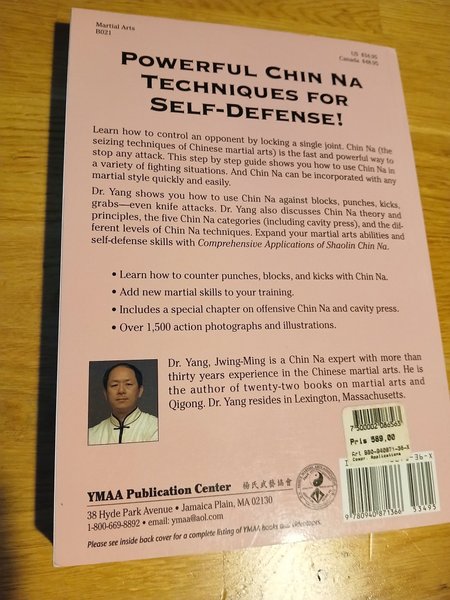 Martial Arts
B021
US $34.95
Canada $48.95
POWERFUL CHIN NA
TECHNIQUES FOR
SELF-DEFENSE!
Learn how to control an opponent by locking a single joint. Chin Na (the
seizing techniques of Chinese martial arts) is the fast and powerful way to
stop any attack. This step by step guide shows you how to use Chin Na in
a variety of fighting situations. And Chin Na can be incorporated with any
martial style quickly and easily.
Dr. Yang shows you how to use Chin Na against blocks, punches, kicks,
grabs—even knife attacks. Dr. Yang also discusses Chin Na theory and
principles, the five Chin Na categories (including cavity press), and the dif-
ferent levels of Chin Na techniques. Expand your martial arts abilities and
self-defense skills with Comprehensive Applications of Shaolin Chin Na.
• Learn how to counter punches, blocks, and kicks with Chin Na.
• Add new martial skills to your training.
• Includes a special chapter on offensive Chin Na and cavity press.
• Over 1,500 action photographs and illustrations.
Dr. Yang, Jwing-Ming is a Chin Na expert with more than
thirty years experience in the Chinese martial arts. He is
the author of twenty-two books on martial arts and
Qigong. Dr. Yang resides in Lexington, Massachusetts.
7 500002 086563
Pris 589.00
Compr. Applications
36-X
YMAA Publication Center 楊氏武藝協會
38 Hyde Park Avenue • Jamaica Plain, MA 02130
1-800-669-8892 • email: ymaa@aol.com
9 780940 871366
53495
Please see inside back cover for a complete listing of YMAA books and videotapes.